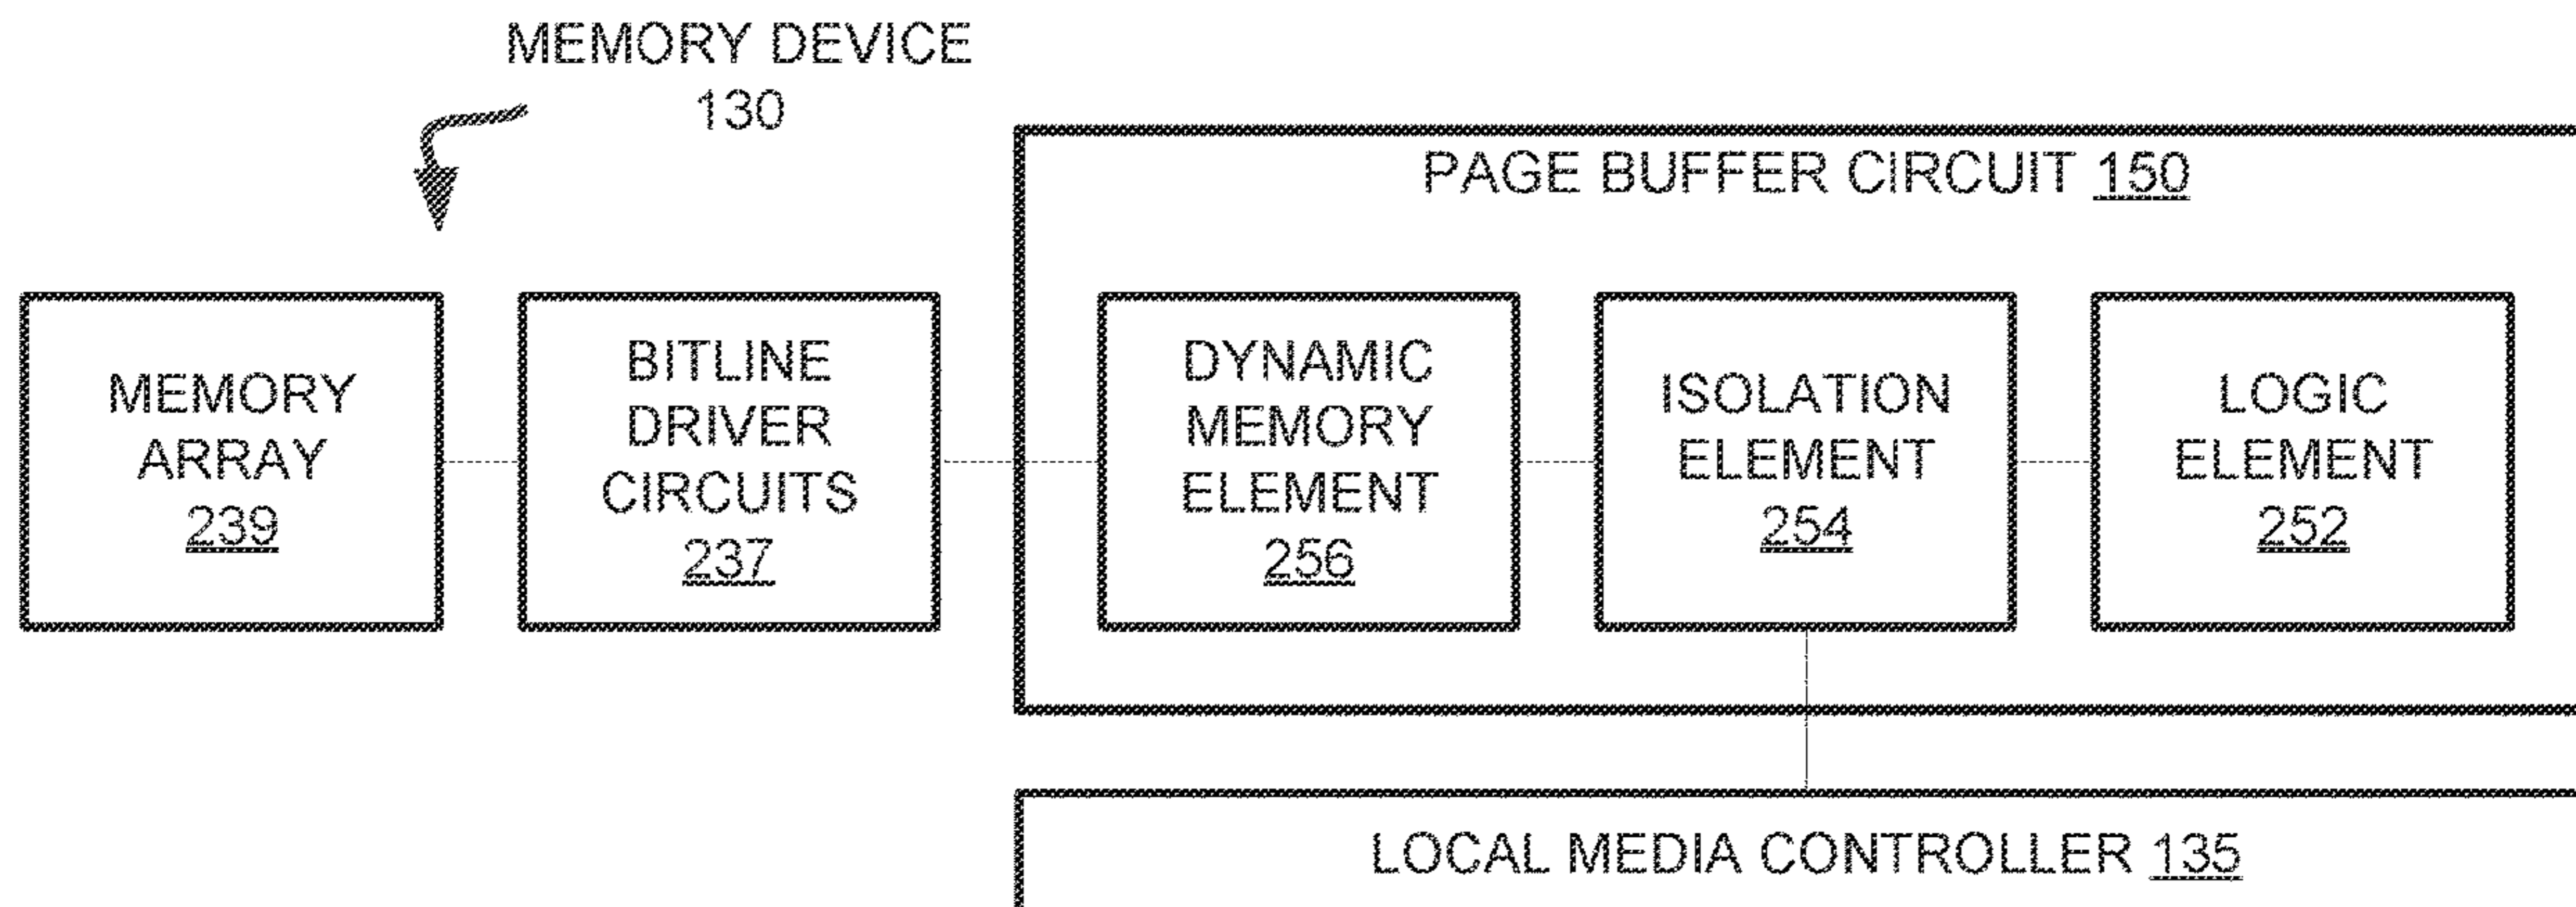 MEMORY DEVICE
130
PAGE BUFFER CIRCUIT 150
MEMORY
ARRAY
239
BITLINE
DRIVER
CIRCUITS
237
DYNAMIC
MEMORY
ELEMENT
256
ISOLATION
ELEMENT
254
LOGIC
ELEMENT
252
LOCAL MEDIA CONTROLLER 135